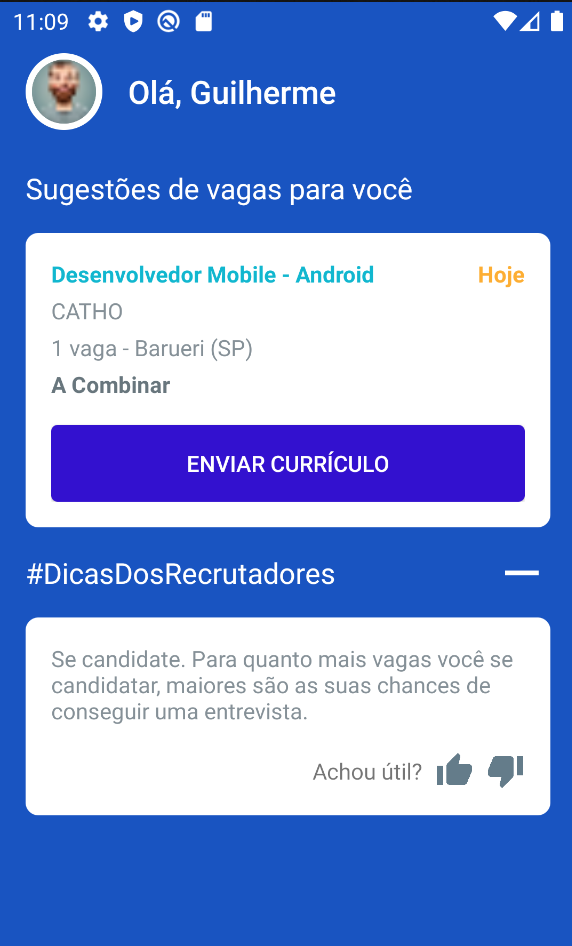 11:09
Olá, Guilherme
Sugestões de vagas para você
Desenvolvedor Mobile - Android Hoje
CATHO
1 vaga - Barueri (SP)
A Combinar
ENVIAR CURRÍCULO
#DicasDosRecrutadores
Se candidate. Para quanto mais vagas você se
candidatar, maiores são as suas chances de
conseguir uma entrevista.
Achou útil?